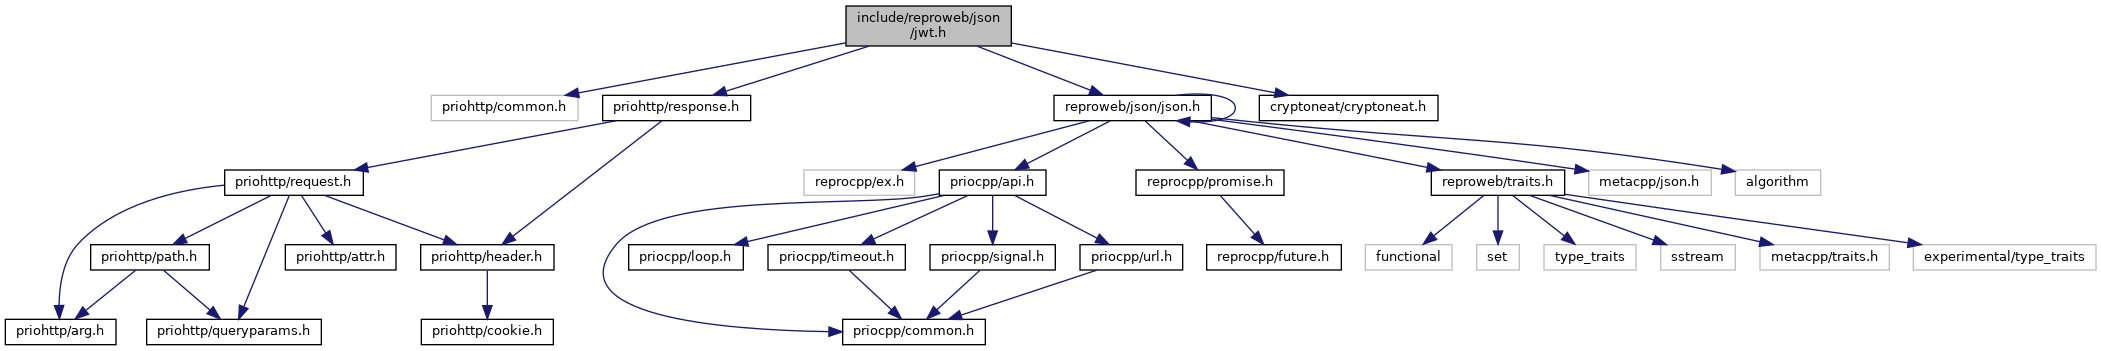 include/reproweb/json
/jwt.h
priohttp/common.h
priohttp/response.h
reproweb/json/json.h
cryptoneat/cryptoneat.h
priohttp/request.h
reprocpp/ex.h
priocpp/api.h
reprocpp/promise.h
reproweb/traits.h
metacpp/json.h
algorithm
priohttp/path.h
priohttp/attr.h
priohttp/header.h
priocpp/loop.h
priocpp/timeout.h
priocpp/signal.h
priocpp/url.h
reprocpp/future.h
functional
set
type_traits
sstream
metacpp/traits.h
experimental/type_traits
priohttp/arg.h
priohttp/queryparams.h
priohttp/cookie.h
priocpp/common.h